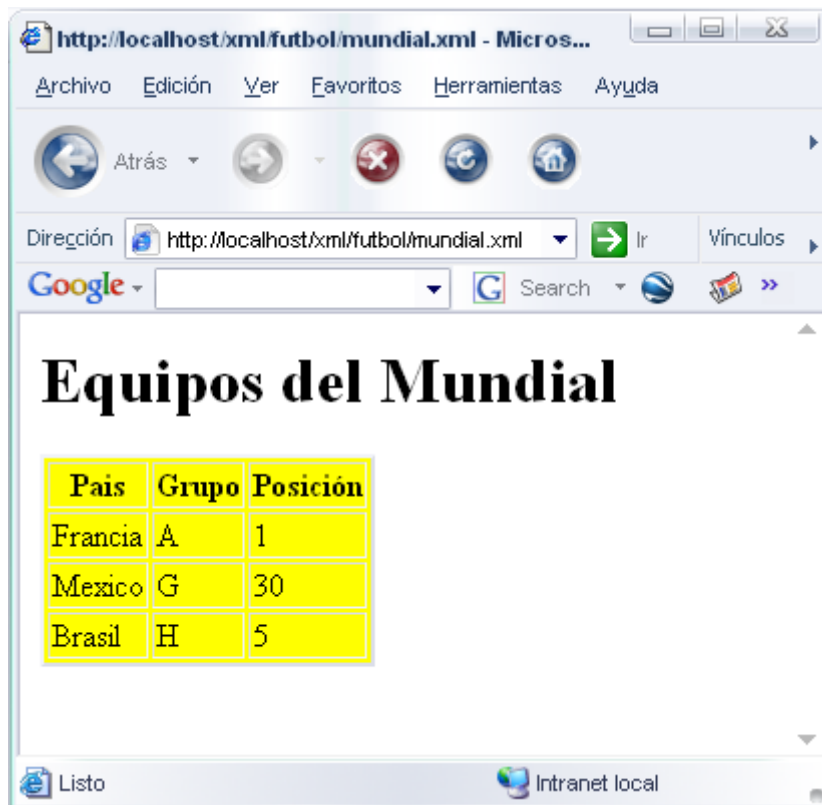 http://localhost/xml/futbol/mundial.xml - Micros...
Archivo Edición Ver Favoritos Herramientas Ayuda
Atrás
Dirección http://localhost/xml/futbol/mundial.xml Ir Vínculos
Google G Search »
Equipos del Mundial
Pais Grupo Posición
Francia A 1
Mexico G 30
Brasil H 5
Listo Intranet local